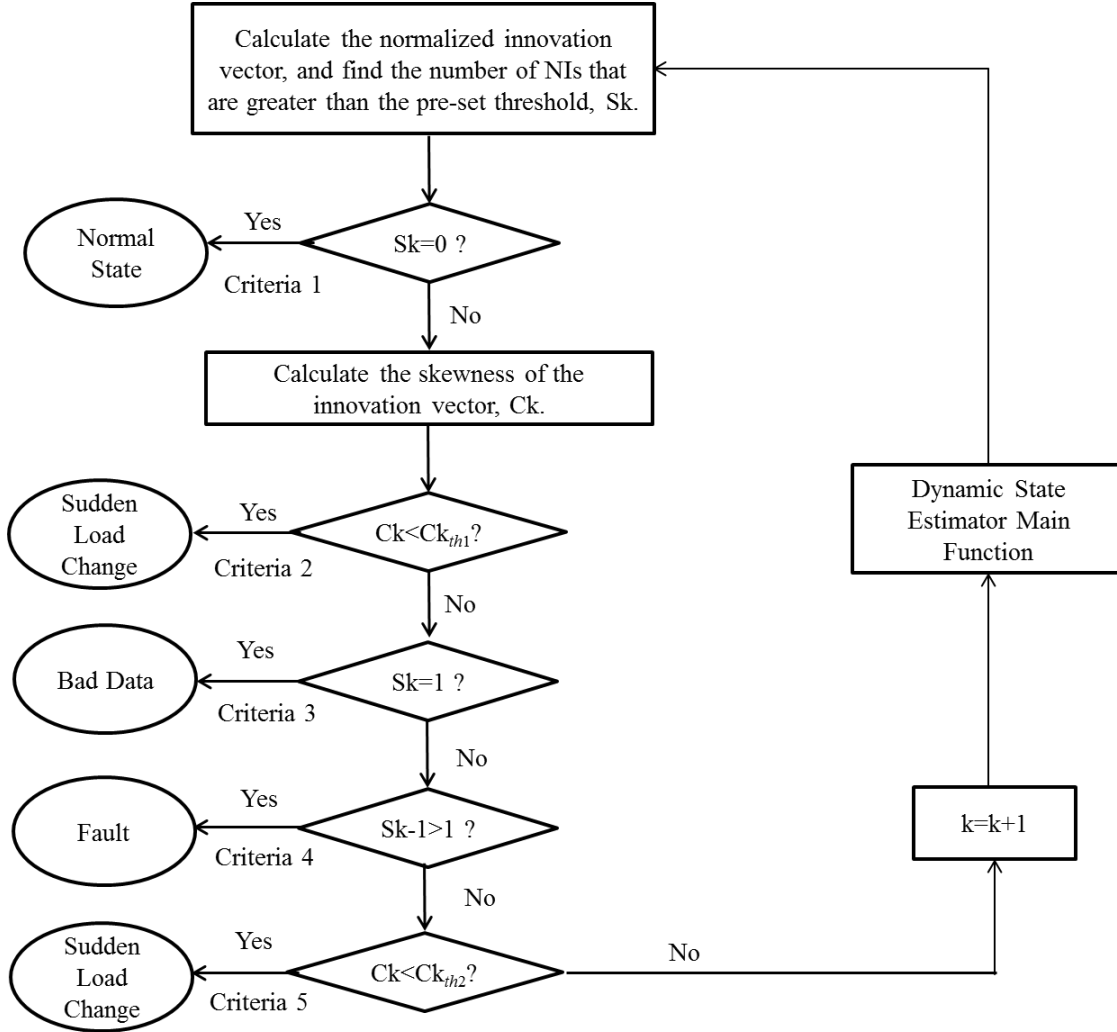 Calculate the normalized innovation
vector, and find the number of NIs that
are greater than the pre-set threshold, Sk.
Yes
Sk=0 ?
Normal
State
Criteria 1
No
Calculate the skewness of the
innovation vector, Ck.
Sudden
Load
Change
Yes
Ck<Ckth1?
Criteria 2
No
Dynamic State
Estimator Main
Function
Yes
Bad Data
Sk=1 ?
Criteria 3
No
Yes
Fault
Sk-1>1 ?
Criteria 4
k=k+1
No
Sudden
Load
Change
Yes
Ck<Ckth2?
No
Criteria 5